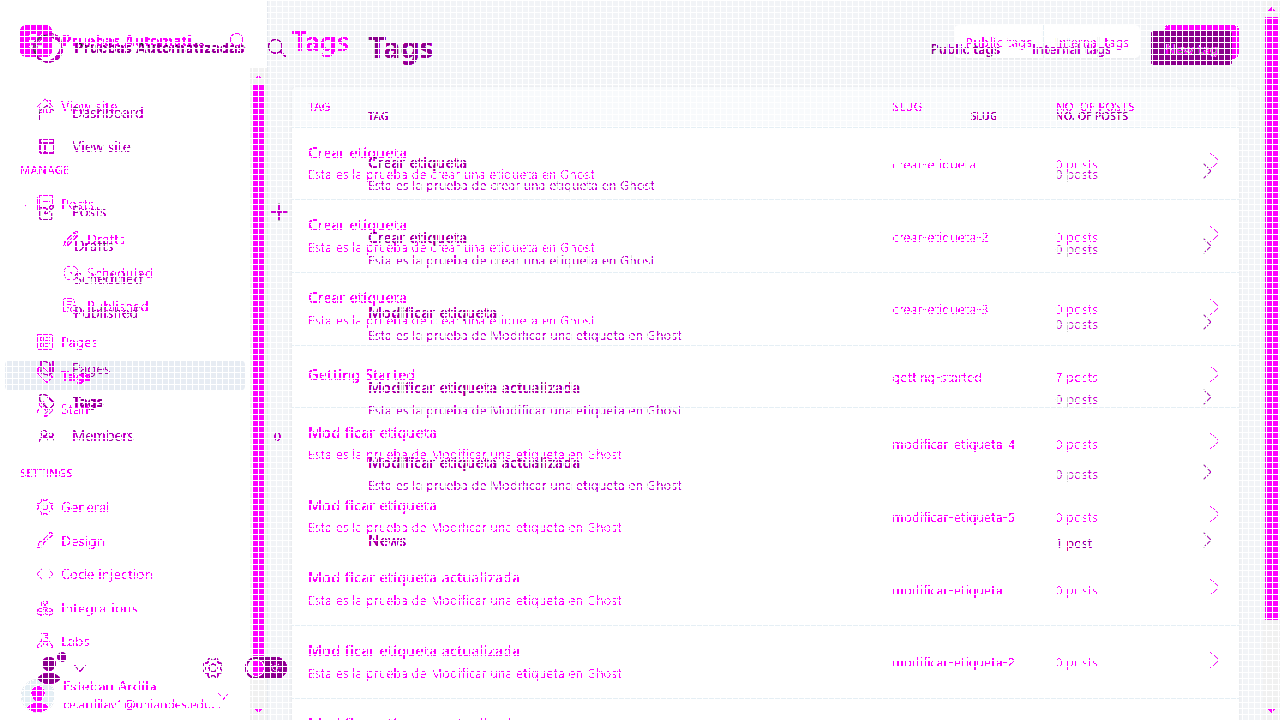 Pruebas Automati
Pruebas Automatizadas
Tags
Tags
Public tags
Internal tags
Public tags
Internal tags
View site
Dashboard
View site
MANAGE
Posts
Posts
Drafts
Drafts
Scheduled
Scheduled
Published
Published
Pages
Pages
Tags
Tags
Staff
Members
0
SETTINGS
General
Design
Code injection
Integrations
Labs
Esteban Ardila
TAG
SLUG
NO. OF POSTS
TAG
SLUG
NO. OF POSTS
Crear etiqueta
Esta es la prueba de Crear una etiqueta en Ghost
crear-etiqueta
0 posts
Crear etiqueta
Esta es la prueba de crear una etiqueta en Ghost
0 posts
Crear etiqueta
Esta es la prueba de Crear una etiqueta en Ghost
crear-etiqueta-2
0 posts
Crear etiqueta
Esta es la prueba de crear una etiqueta en Ghost
0 posts
Crear etiqueta
Esta es la prueba de Crear una etiqueta en Ghost
crear-etiqueta-3
0 posts
Modificar etiqueta
Esta es la prueba de Modificar una etiqueta en Ghost
0 posts
Getting Started
getting-started
7 posts
Modificar etiqueta actualizada
Esta es la prueba de Modificar una etiqueta en Ghost
0 posts
Modificar etiqueta
Esta es la prueba de Modificar una etiqueta en Ghost
modificar-etiqueta-4
0 posts
Modificar etiqueta actualizada
Esta es la prueba de Modificar una etiqueta en Ghost
0 posts
Modificar etiqueta
Esta es la prueba de Modificar una etiqueta en Ghost
modificar-etiqueta-5
0 posts
News
1 post
Modificar etiqueta actualizada
Esta es la prueba de Modificar una etiqueta en Ghost
modificar-etiqueta
0 posts
Modificar etiqueta actualizada
Esta es la prueba de Modificar una etiqueta en Ghost
modificar-etiqueta-2
0 posts